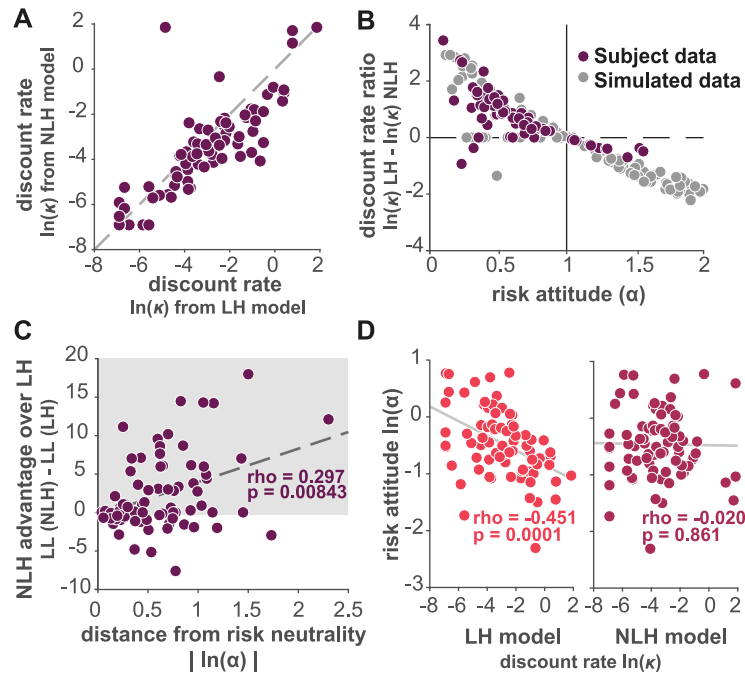 A
discount rate
ln(κ) from NLH model
2
0
-2
-4
-6
-8
-8 -6 -4 -2 0 2
discount rate
ln(κ) from LH model
B
discount rate ratio
ln(κ) LH - ln(κ) NLH
4
2
0
-2
-4
0 0.5 1 1.5 2
risk attitude (α)
Subject data
Simulated data
C
NLH advantage over LH
LL (NLH) - LL (LH)
20
15
10
5
0
-5
-10
0 0.5 1 1.5 2 2.5
rho = 0.297
p = 0.00843
distance from risk neutrality
| ln(α) |
D
risk attitude ln(α)
1
0
-1
-2
-3
rho = -0.451
p = 0.0001
-8 -6 -4 -2 0 2
LH model
rho = -0.020
p = 0.861
-8 -6 -4 -2 0 2
NLH model
discount rate ln(κ)